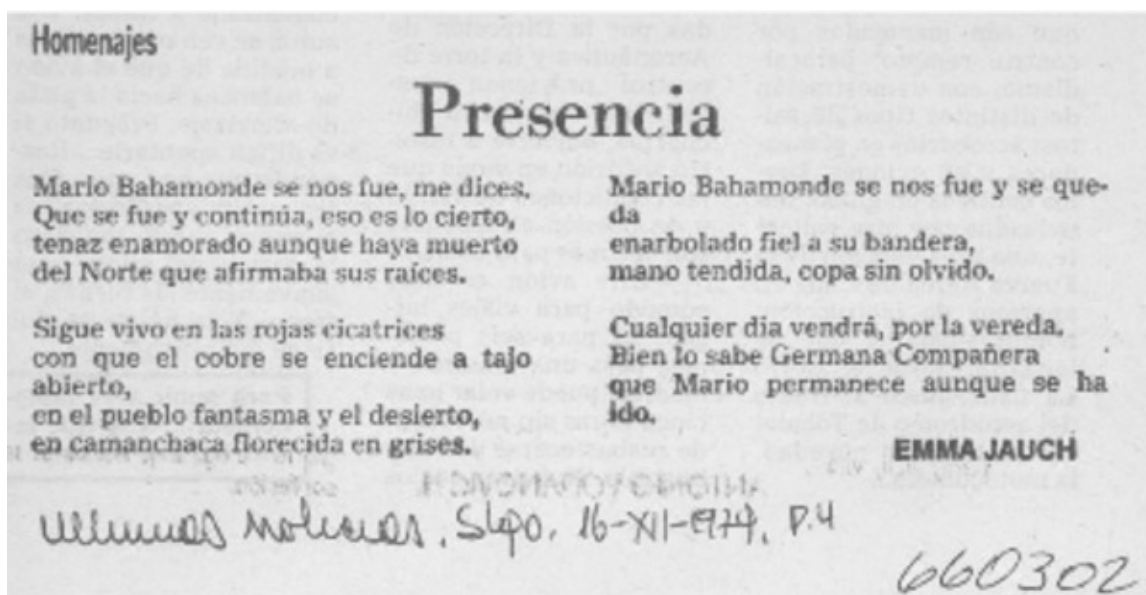 Homenajes
Presencia
Mario Bahamonde se nos fue, me dices.
Que se fue y continúa, eso es lo cierto,
tenaz enamorado aunque haya muerto
del Norte que afirmaba sus raíces.
Sigue vivo en las rojas cicatrices
con que el cobre se enciende a tajo
abierto,
en el pueblo fantasma y el desierto,
en camanchaca florecida en grises.
Mario Bahamonde se nos fue y se que-
da
enarbolado fiel a su bandera,
mano tendida, copa sin olvido.
Cualquier día vendrá, por la vereda.
Bien lo sabe Germana Compañera
que Mario permanece aunque se ha
ido.
EMMA JAUCH
Últimas Noticias, Stgo. 16-XII-1979. P.4
660302